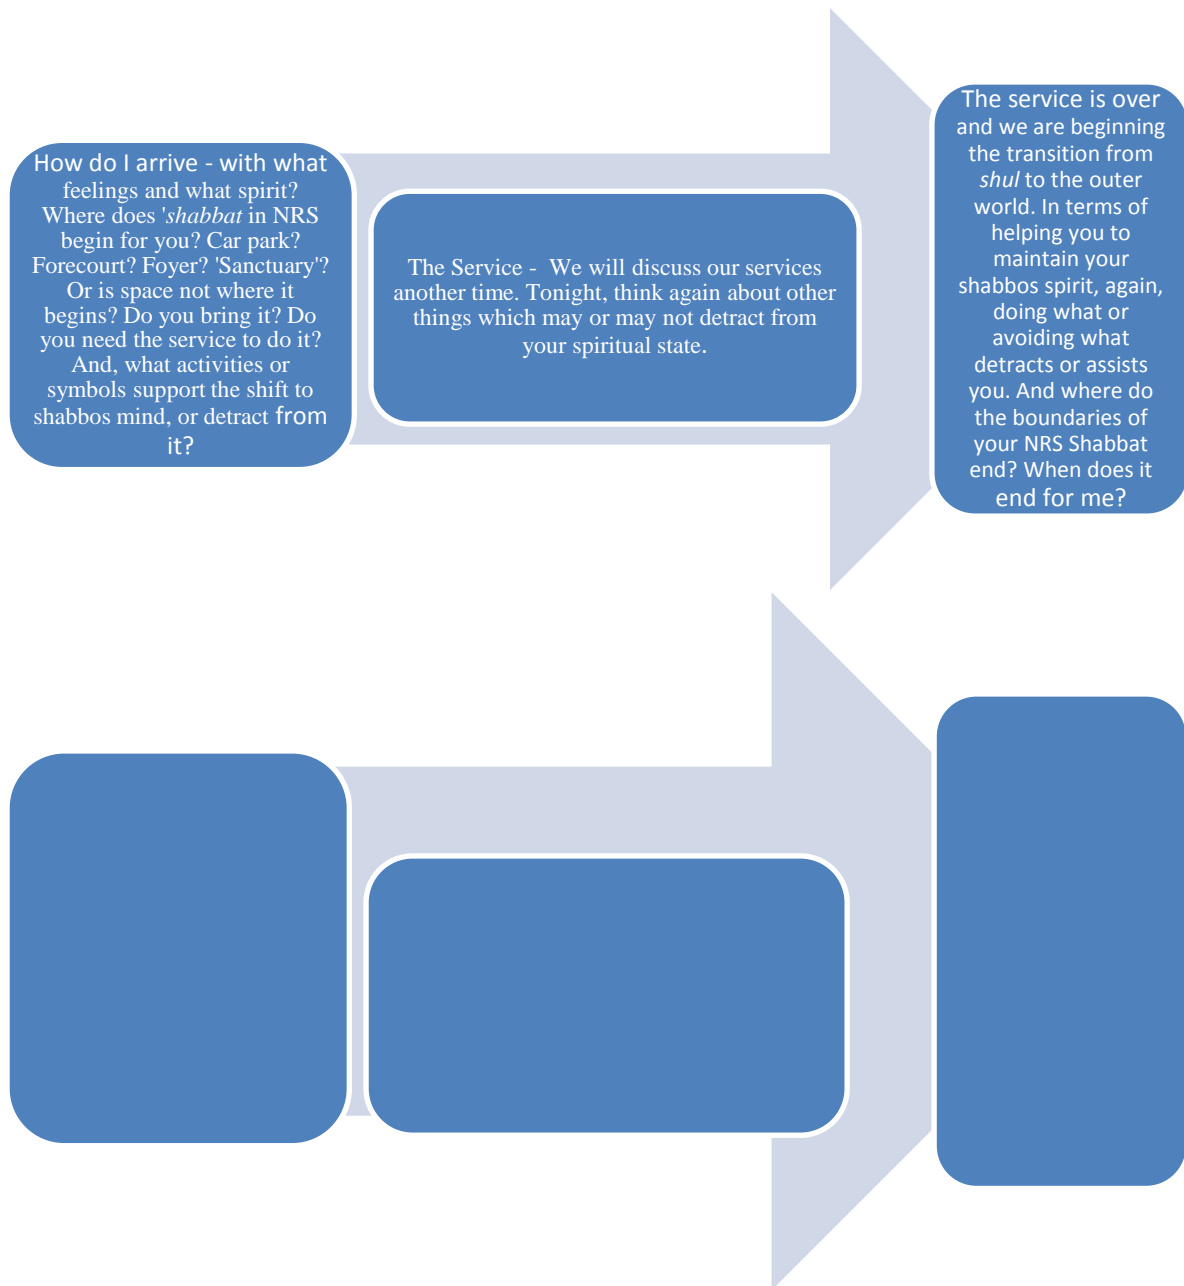 How do I arrive - with what
feelings and what spirit?
Where does 'shabbat in NRS
begin for you? Car park?
Forecourt? Foyer? 'Sanctuary'?
Or is space not where it
begins? Do you bring it? Do
you need the service to do it?
And, what activities or
symbols support the shift to
shabbos mind, or detract from
it?
The Service - We will discuss our services
another time. Tonight, think again about other
things which may or may not detract from
your spiritual state.
The service is over
and we are beginning
the transition from
shul to the outer
world. In terms of
helping you to
maintain your
shabbos spirit, again,
doing what or
avoiding what
detracts or assists
you. And where do
the boundaries of
your NRS Shabbat
end? When does it
end for me?